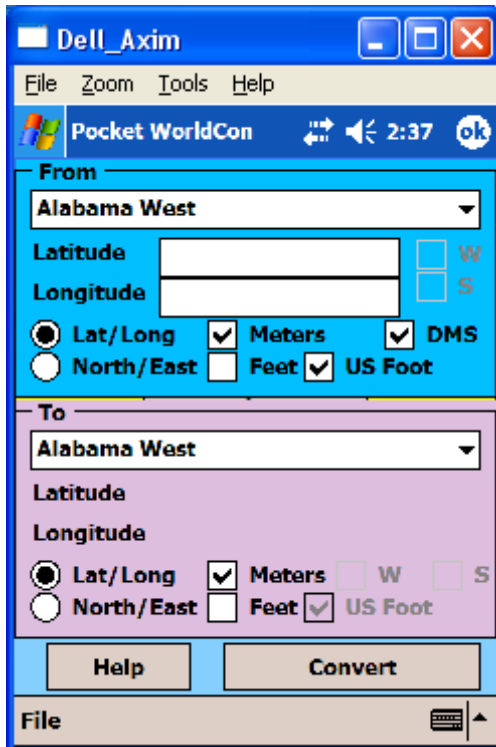 Dell_Axim
File Zoom Tools Help
Pocket WorldCon 2:37 ok
From
Alabama West
Latitude W
Longitude S
Lat/Long Meters DMS
North/East Feet US Foot
To
Alabama West
Latitude
Longitude
Lat/Long Meters W S
North/East Feet US Foot
Help Convert
File